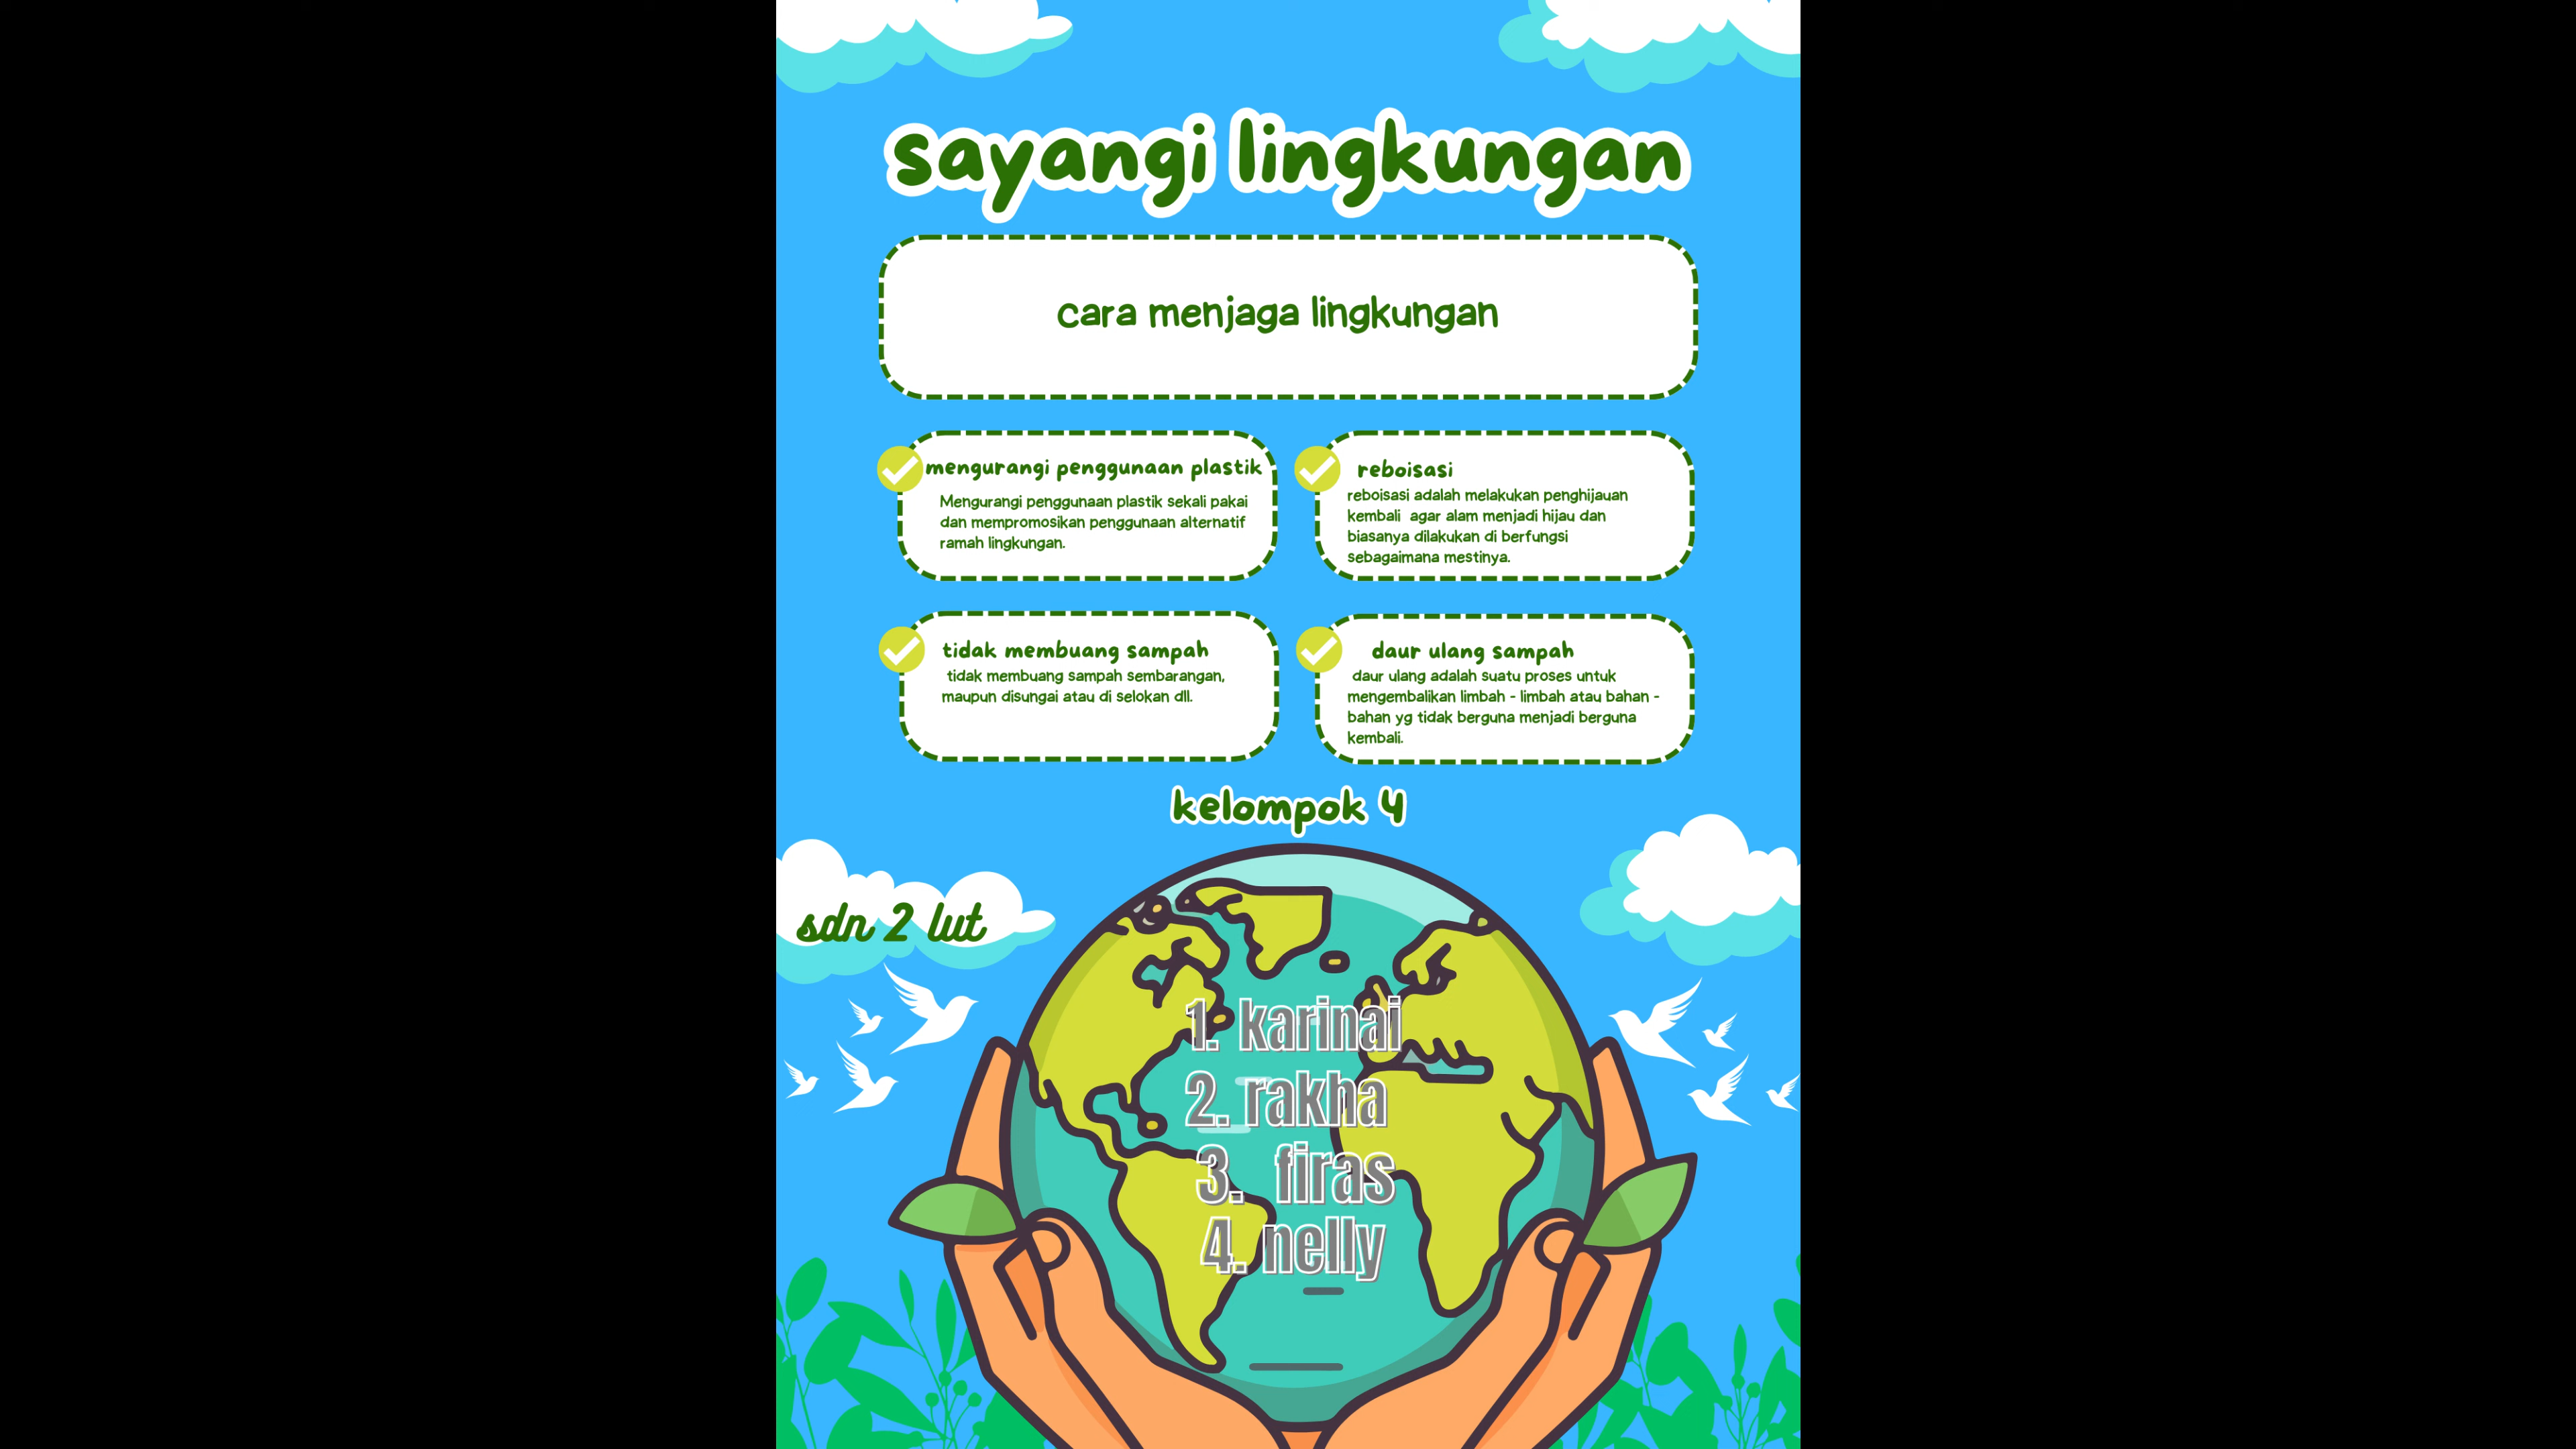 sayangi lingkungan
cara menjaga lingkungan
mengurangi penggunaan plastik
Mengurangi penggunaan plastik sekali pakai
dan mempromosikan penggunaan alternatif
ramah lingkungan.
reboisasi
reboisasi adalah melakukan penghijauan
kembali  agar alam menjadi hijau dan
biasanya dilakukan di berfungsi
sebagaimana mestinya.
tidak membuang sampah
tidak membuang sampah sembarangan,
maupun disungai atau di selokan dll.
daur ulang sampah
daur ulang adalah suatu proses untuk
mengembalikan limbah - limbah atau bahan -
bahan yg tidak berguna menjadi berguna
kembali.
kelompok 4
sdn 2 lut
1. karinai
2. rakha
3. firas
4. nelly